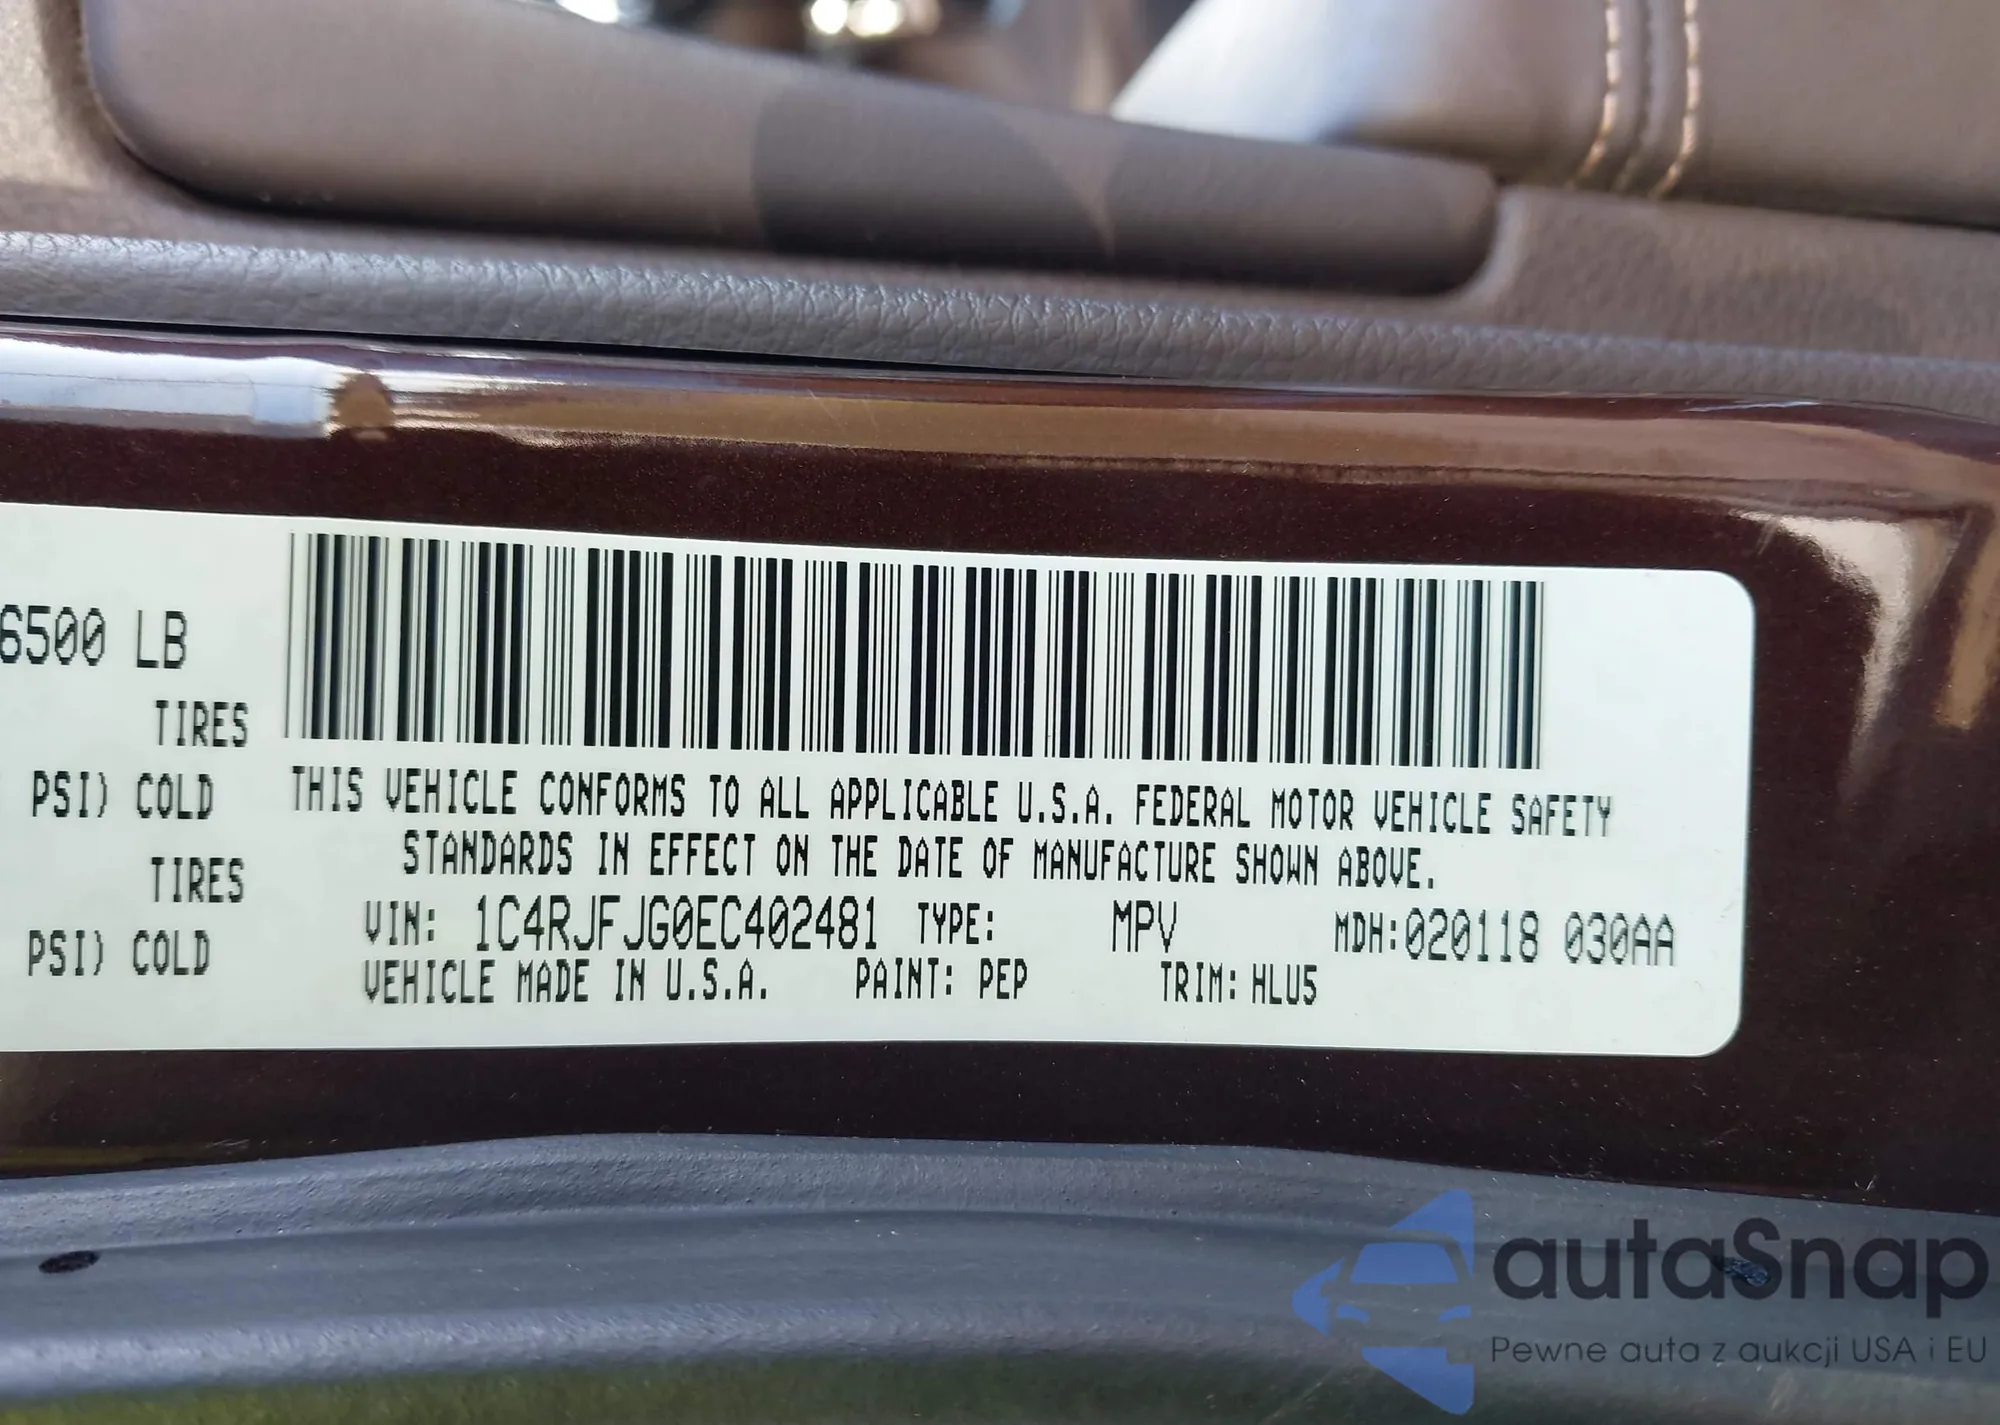 6500 LB
TIRES
PSI) COLD
TIRES
PSI) COLD
THIS VEHICLE CONFORMS TO ALL APPLICABLE U.S.A. FEDERAL MOTOR VEHICLE SAFETY
STANDARDS IN EFFECT ON THE DATE OF MANUFACTURE SHOWN ABOVE.
VIN: 1C4RJFJG0EC402481 TYPE: MPV MDH:020118 030AA
VEHICLE MADE IN U.S.A. PAINT: PEP TRIM: HLU5
autaSnap
Pewne auta z aukcji USA i EU